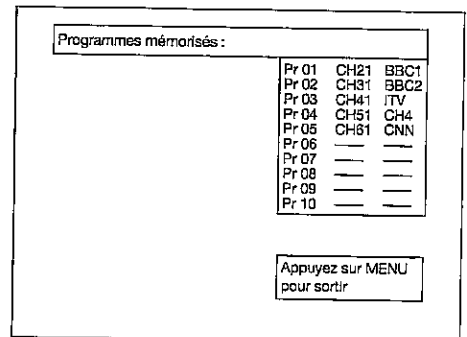 Programmes mémorisés :
Pr 01 CH21 BBC1
Pr 02 CH31 BBC2
Pr 03 CH41 ITV
Pr 04 CH51 CH4
Pr 05 CH61 CNN
Pr 06 — —
Pr 07 — —
Pr 08 — —
Pr 09 — —
Pr 10 — —
Appuyez sur MENU
pour sortir